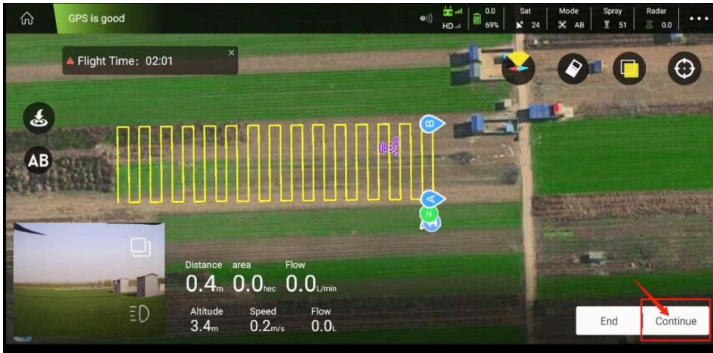 GPS is good
HD
0.0
69%
Sat
24
Mode
AB
Spray
51
Radar
0.0
Flight Time: 02:01
×
AB
B
A
H
Distance area Flow
0.4m 0.0hec 0.0L/min
Altitude Speed Flow
3.4m 0.2m/s 0.0L
End
Continue